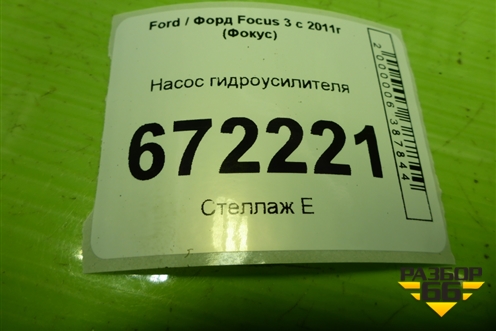 Ford / Форд Focus 3 с 2011г
(Фокус)
Насос гидроусилителя
672221
Стеллаж Е
2000006387844
РАЗБОР
66